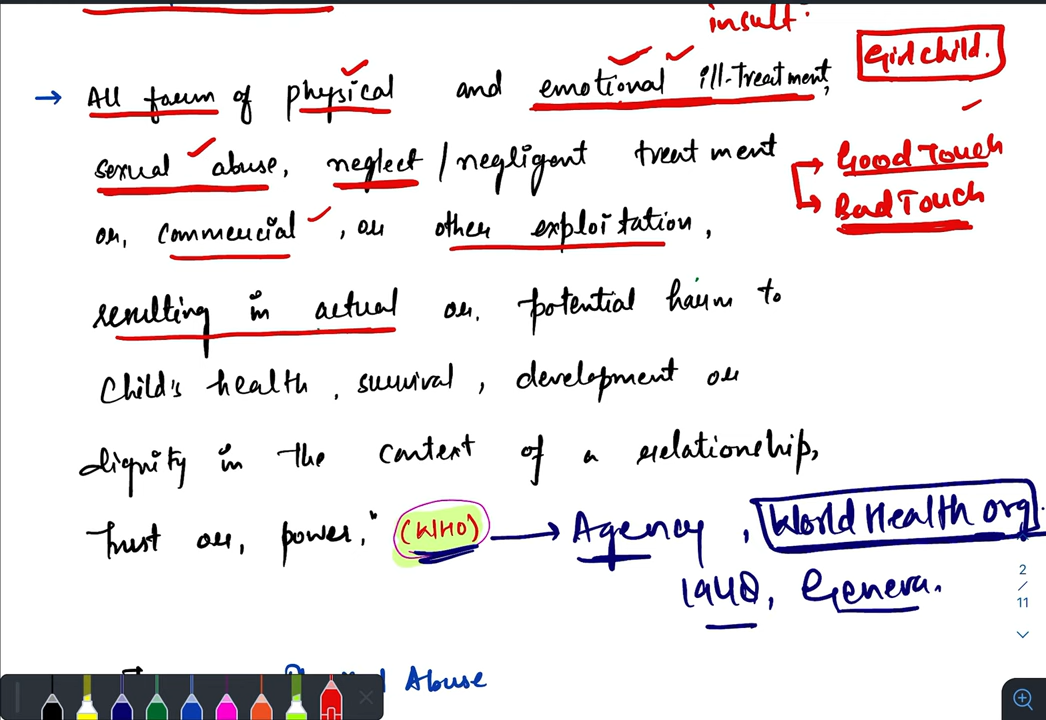 insult.
Girl child.
→ All form of physical and emotional ill-treatment,
sexual abuse, neglect / negligent treatment
→ Good Touch
→ Bad Touch
or, commercial, or other exploitation,
resulting in actual or, potential harm to
Child's health, survival, development or
dignity in the context of a relationship,
trust or, power," (WHO) → Agency, World Health org.
1948, Geneva.
2
/
11
Abuse